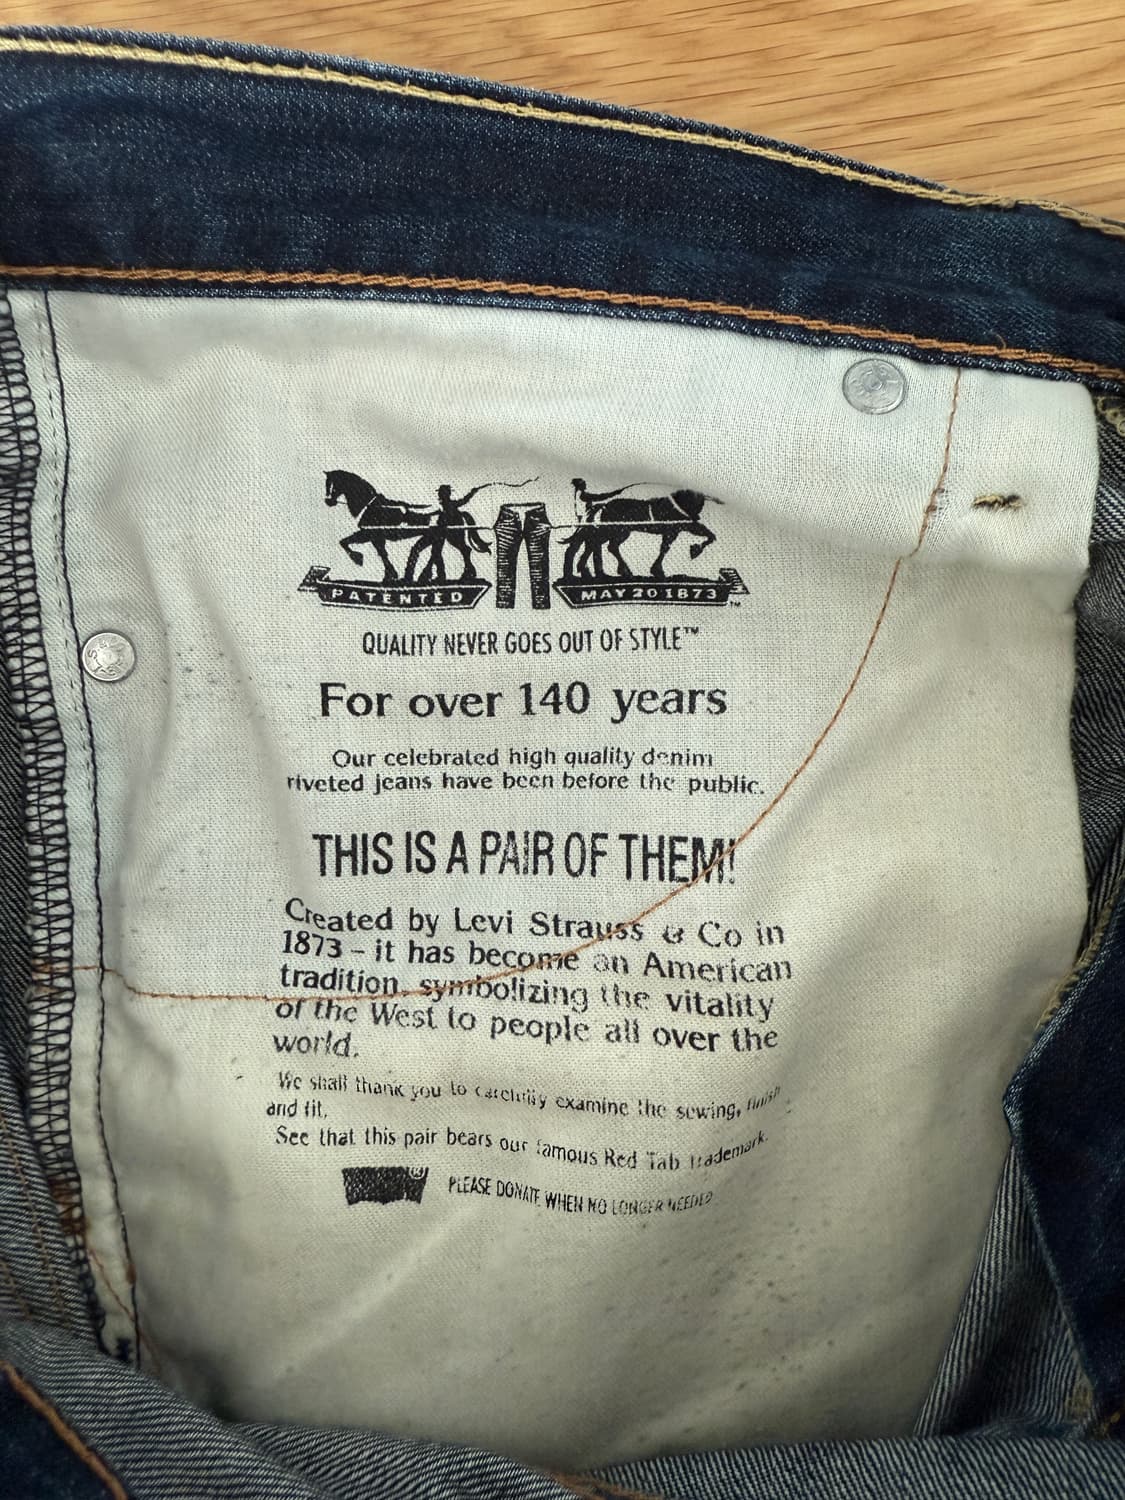 PATENTED MAY 20 1873 ™
QUALITY NEVER GOES OUT OF STYLE™
For over 140 years
Our celebrated high quality denim
riveted jeans have been before the public.
THIS IS A PAIR OF THEM!
Created by Levi Strauss & Co in
1873 – it has become an American
tradition, symbolizing the vitality
of the West to people all over the
world.
We shall thank you to carefully examine the sewing, finish
and fit.
See that this pair bears our famous Red Tab trademark.
® PLEASE DONATE WHEN NO LONGER NEEDED